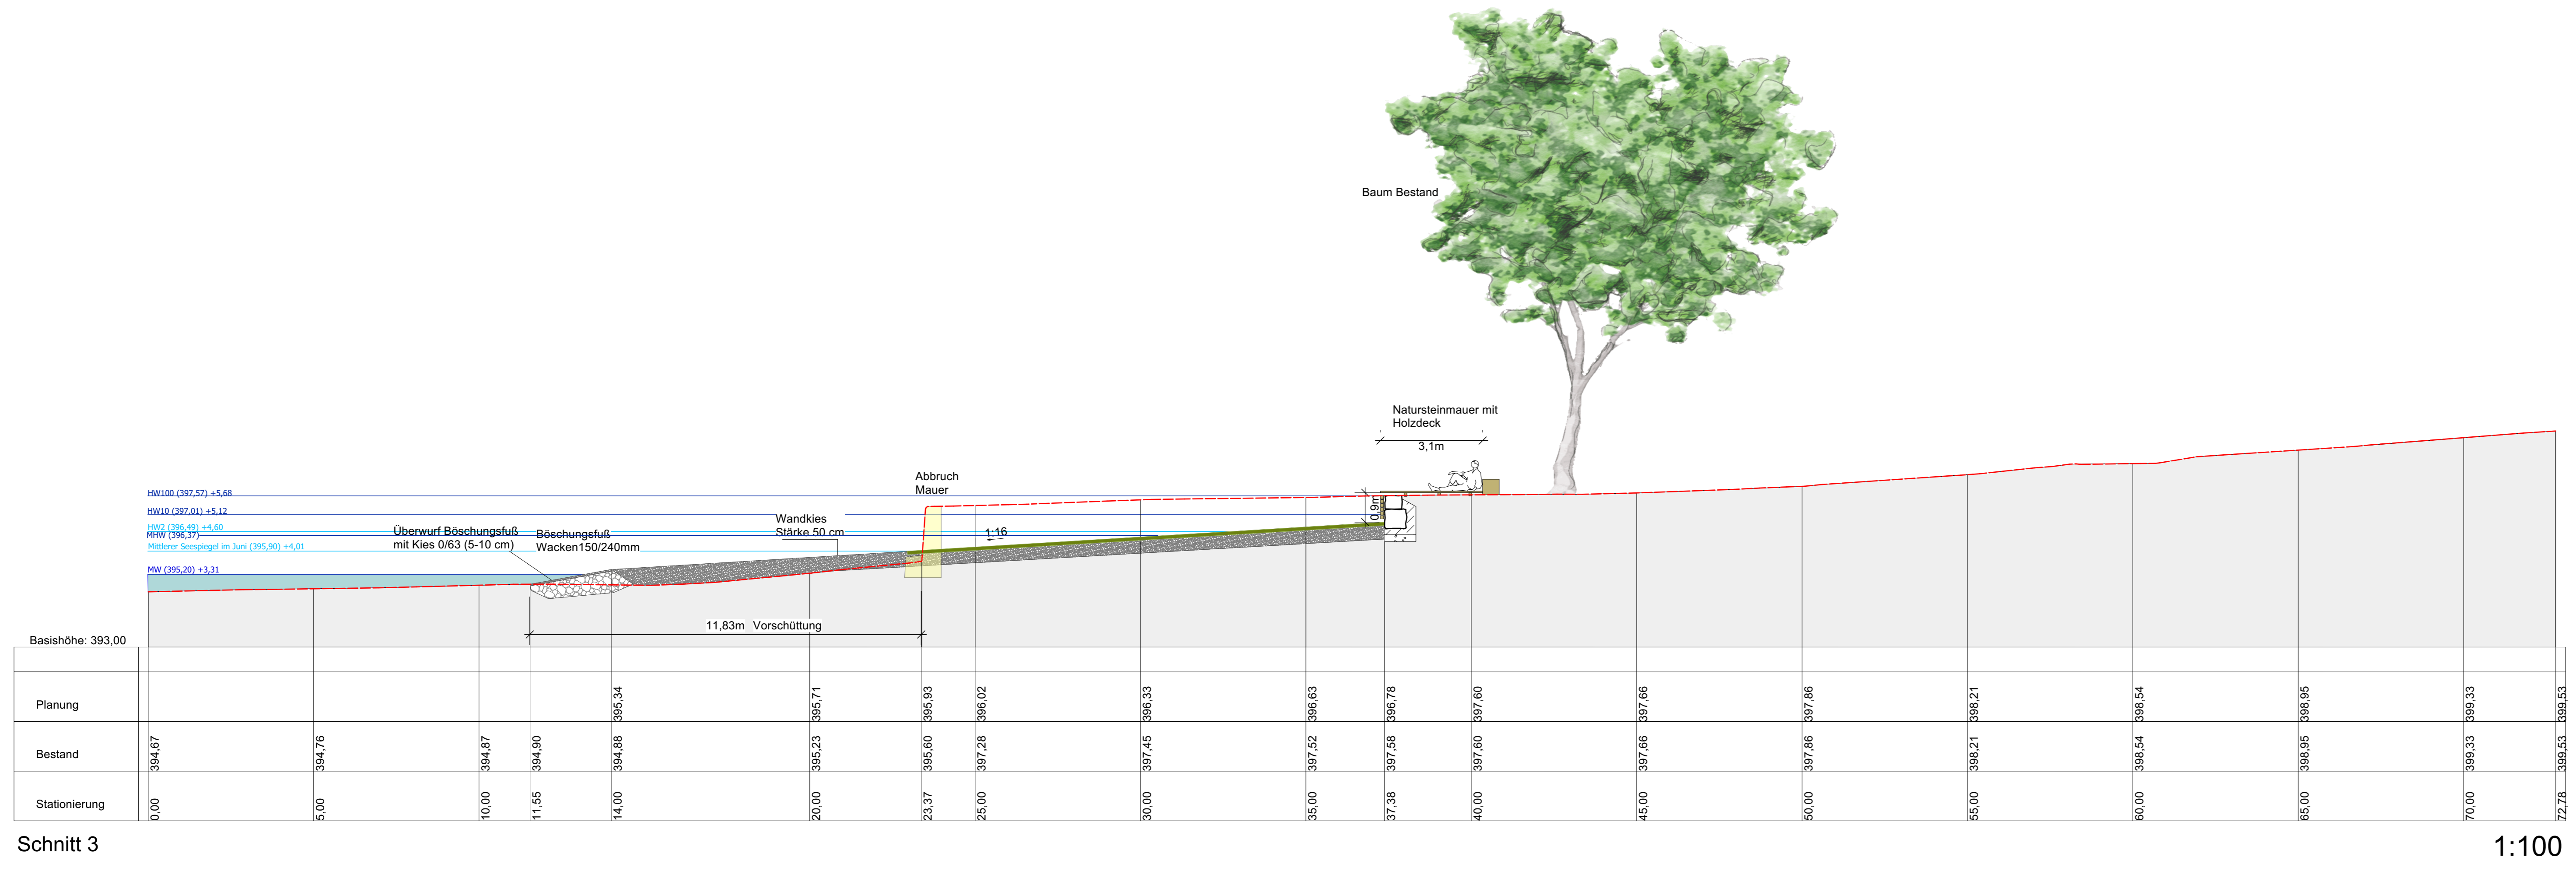 Baum Bestand
Natursteinmauer mit
Holzdeck
3,1m
0,9m
Abbruch
Mauer
HW100 (397,57) +5,68
HW10 (397,01) +5,12
HW2 (396,49) +4,60
MHW (396,37)
Mittlerer Seespiegel im Juni (395,90) +4,01
MW (395,20) +3,31
Überwurf Böschungsfuß
mit Kies 0/63 (5-10 cm)
Böschungsfuß
Wacken150/240mm
Wandkies
Stärke 50 cm
1:16
11,83m Vorschüttung
Basishöhe: 393,00
Planung
395,34
395,71
395,93
396,02
396,33
396,63
396,78
397,60
397,66
397,86
398,21
398,54
398,95
399,33
399,53
Bestand
394,67
394,76
394,87
394,90
394,88
395,23
395,60
397,28
397,45
397,52
397,58
397,60
397,66
397,86
398,21
398,54
398,95
399,33
399,53
Stationierung
0,00
5,00
10,00
11,55
14,00
20,00
23,37
25,00
30,00
35,00
37,38
40,00
45,00
50,00
55,00
60,00
65,00
70,00
72,78
Schnitt 3
1:100